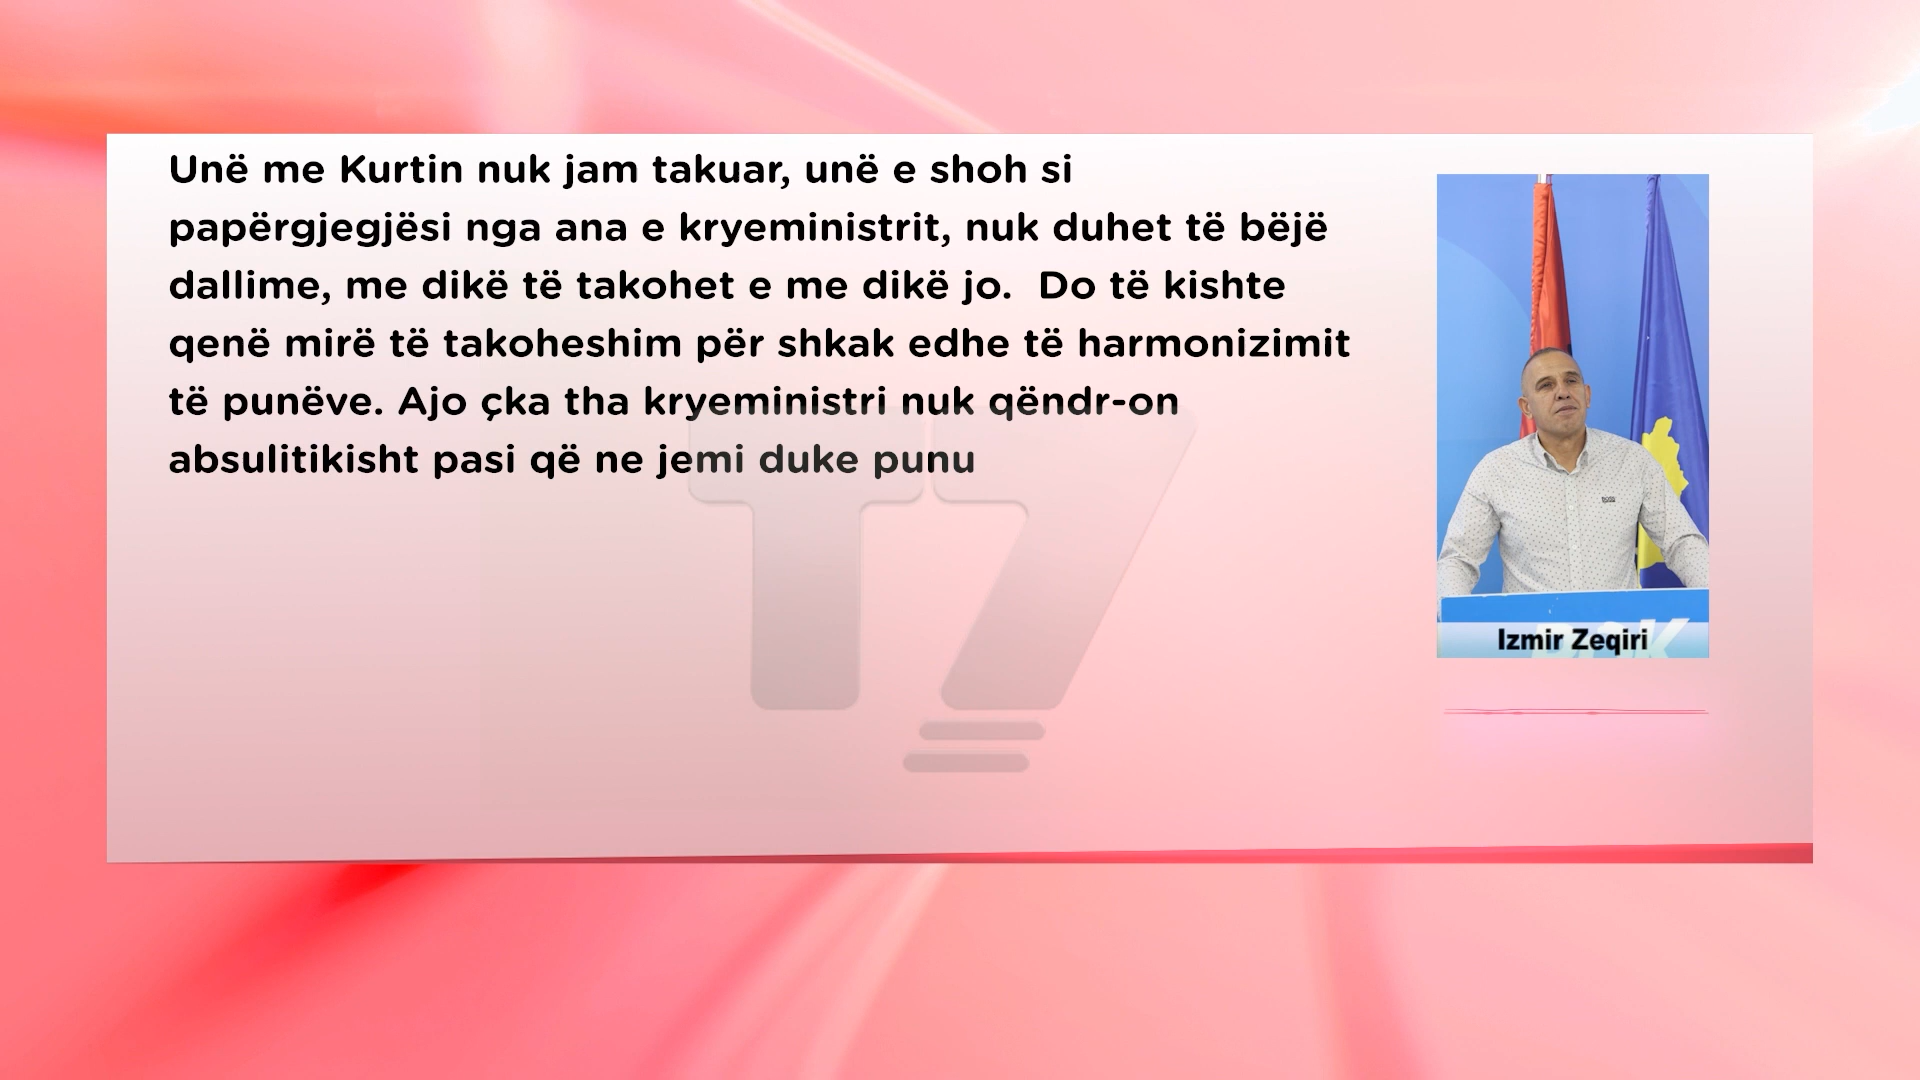 Unë me Kurtin nuk jam takuar, unë e shoh si
papërgjegjësi nga ana e kryeministrit, nuk duhet të bëjë
dallime, me dikë të takohet e me dikë jo.  Do të kishte
qenë mirë të takoheshim për shkak edhe të harmonizimit
të punëve. Ajo çka tha kryeministri nuk qëndr-on
absulitikisht pasi që ne jemi duke punu
T7
BOSS
Izmir Zeqiri